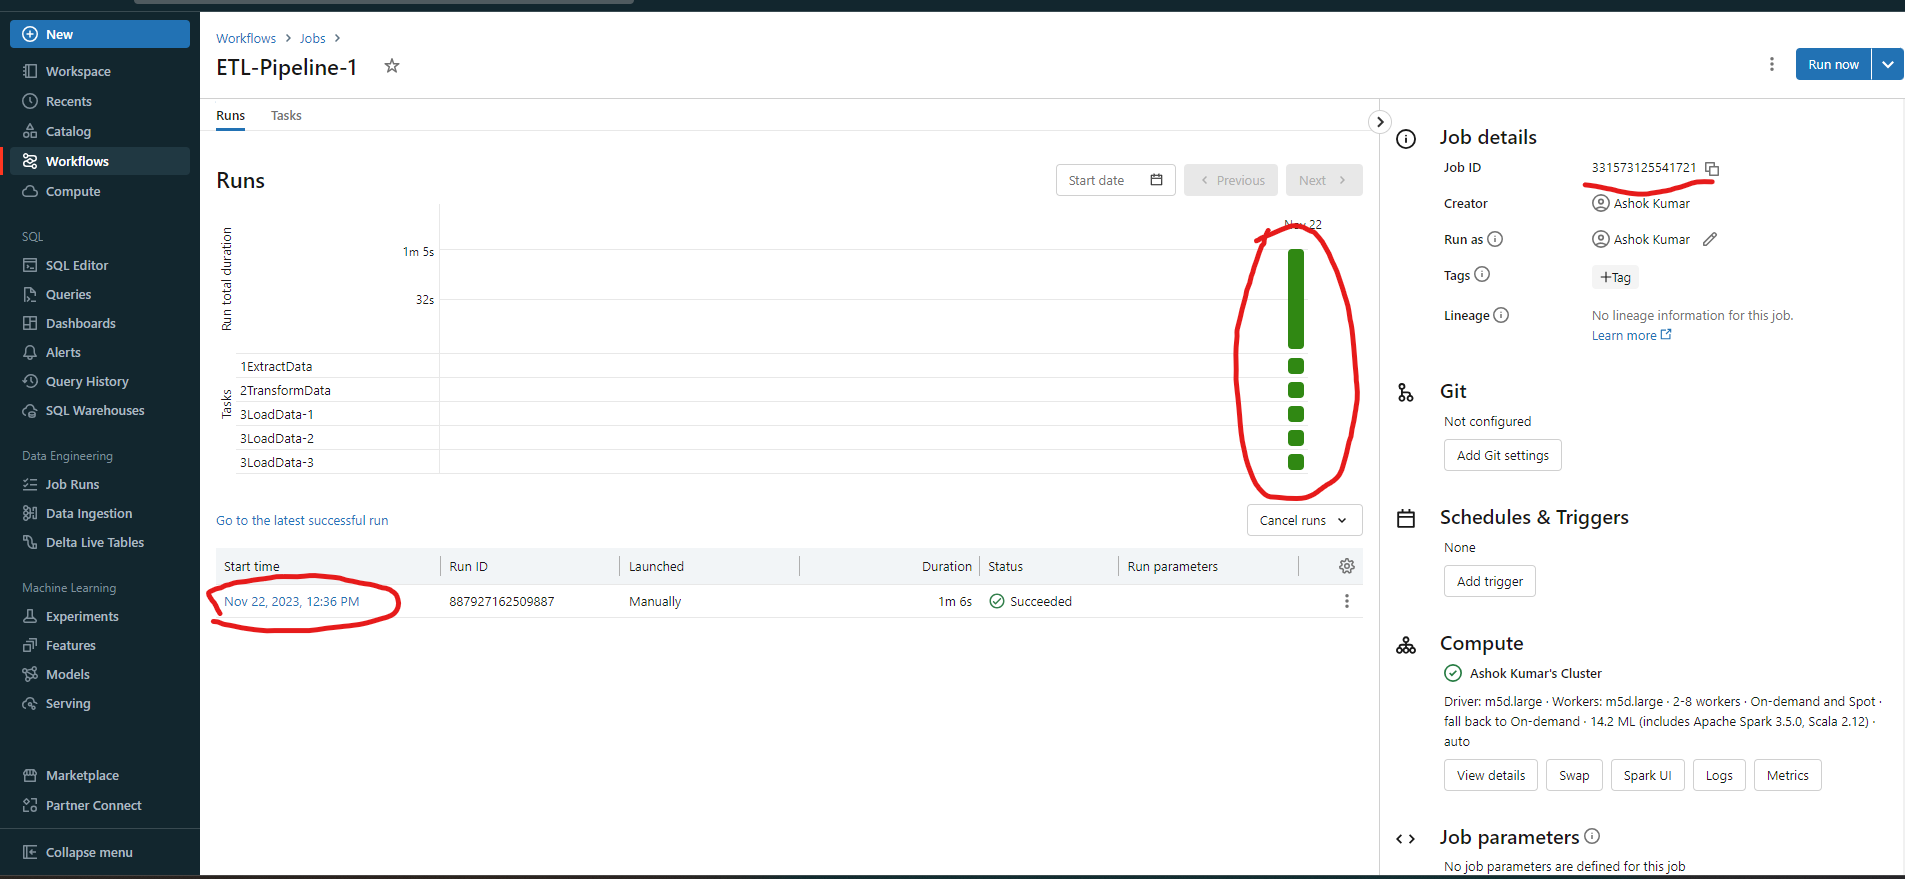 New
Workspace
Recents
Catalog
Workflows
Compute
SQL
SQL Editor
Queries
Dashboards
Alerts
Query History
SQL Warehouses
Data Engineering
Job Runs
Data Ingestion
Delta Live Tables
Machine Learning
Experiments
Features
Models
Serving
Marketplace
Partner Connect
Collapse menu
Workflows > Jobs >
ETL-Pipeline-1
Run now
Runs Tasks
Runs
Start date Previous Next
Nov 22
Run total duration
1m 5s
32s
Tasks
1ExtractData
2TransformData
3LoadData-1
3LoadData-2
3LoadData-3
Go to the latest successful run
Cancel runs
Start time Run ID Launched Duration Status Run parameters
Nov 22, 2023, 12:36 PM 887927162509887 Manually 1m 6s Succeeded
Job details
Job ID 331573125541721
Creator Ashok Kumar
Run as Ashok Kumar
Tags +Tag
Lineage No lineage information for this job.
Learn more
Git
Not configured
Add Git settings
Schedules & Triggers
None
Add trigger
Compute
Ashok Kumar's Cluster
Driver: m5d.large · Workers: m5d.large · 2-8 workers · On-demand and Spot ·
fall back to On-demand · 14.2 ML (includes Apache Spark 3.5.0, Scala 2.12) ·
auto
View details Swap Spark UI Logs Metrics
Job parameters
No job parameters are defined for this job